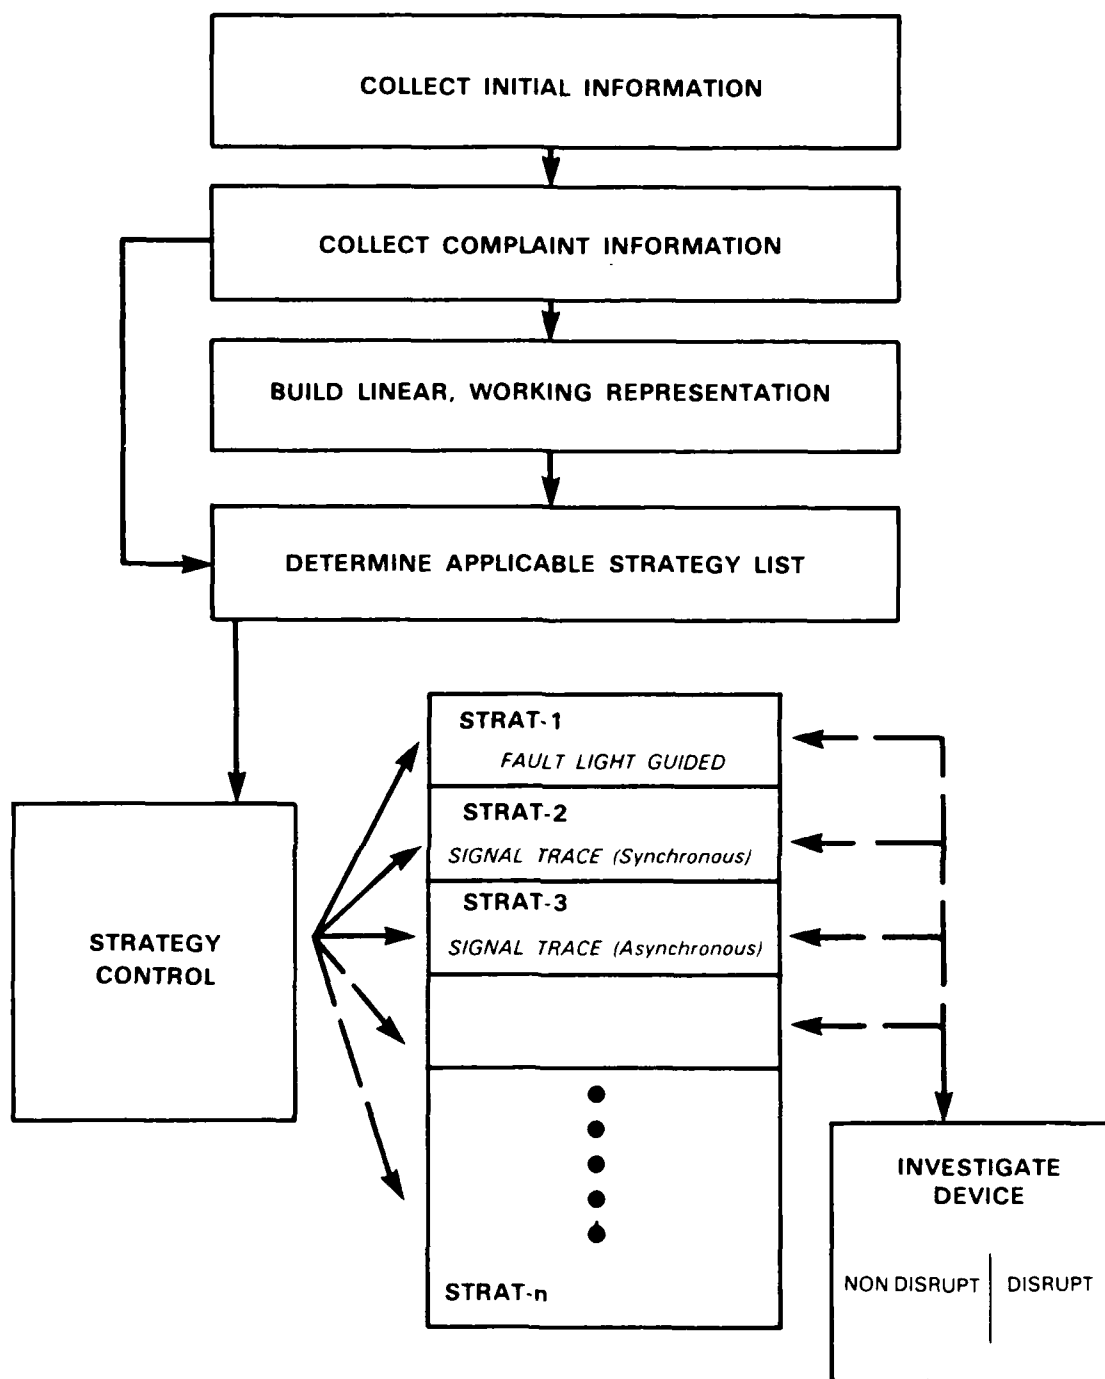 COLLECT INITIAL INFORMATION
COLLECT COMPLAINT INFORMATION
BUILD LINEAR, WORKING REPRESENTATION
DETERMINE APPLICABLE STRATEGY LIST
STRATEGY
CONTROL
STRAT-1
FAULT LIGHT GUIDED
STRAT-2
SIGNAL TRACE (Synchronous)
STRAT-3
SIGNAL TRACE (Asynchronous)
STRAT-n
INVESTIGATE
DEVICE
NON DISRUPT
DISRUPT